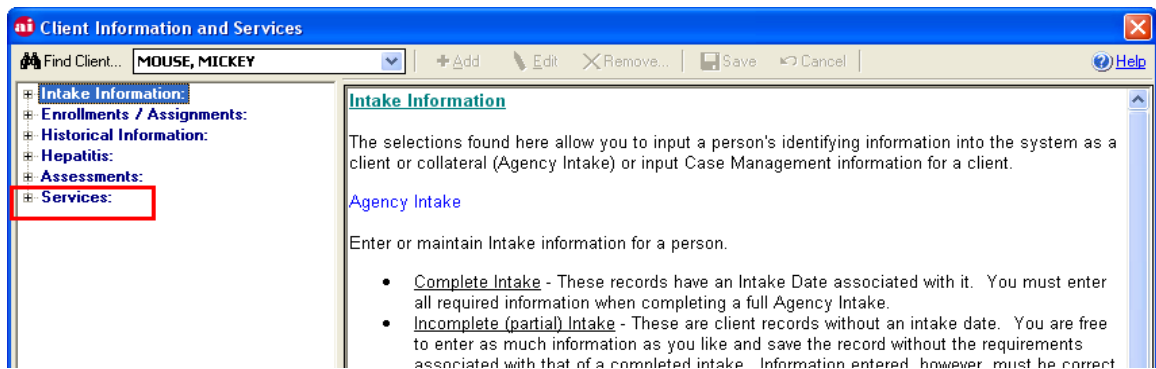 ai Client Information and Services
Find Client... MOUSE, MICKEY Add Edit Remove... Save Cancel Help
Intake Information:
Enrollments / Assignments:
Historical Information:
Hepatitis:
Assessments:
Services:
Intake Information
The selections found here allow you to input a person's identifying information into the system as a
client or collateral (Agency Intake) or input Case Management information for a client.
Agency Intake
Enter or maintain Intake information for a person.
• Complete Intake - These records have an Intake Date associated with it. You must enter
all required information when completing a full Agency Intake.
• Incomplete (partial) Intake - These are client records without an intake date. You are free
to enter as much information as you like and save the record without the requirements
associated with that of a completed intake. Information entered, however, must be correct